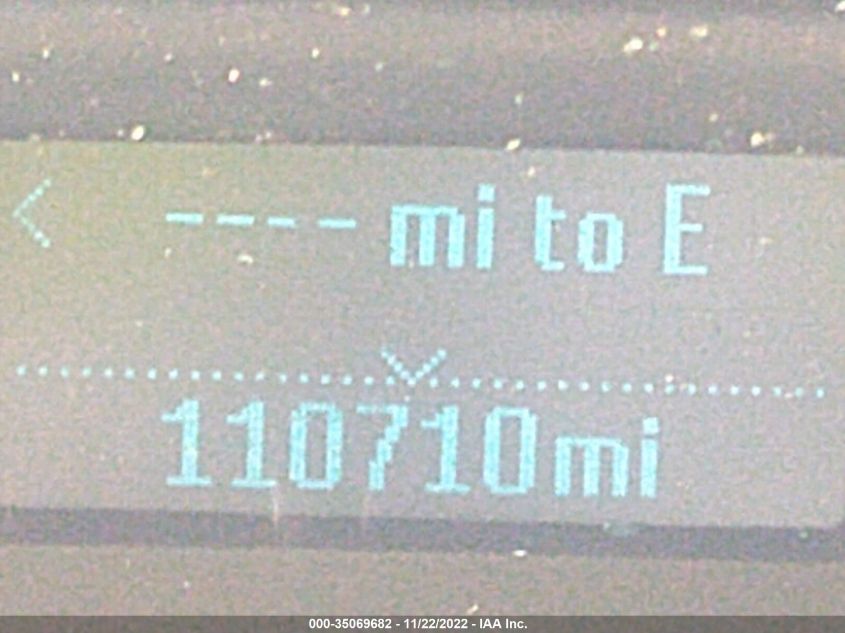 ---- mi to E
110710mi
000-35069682 - 11/22/2022 - IAA Inc.